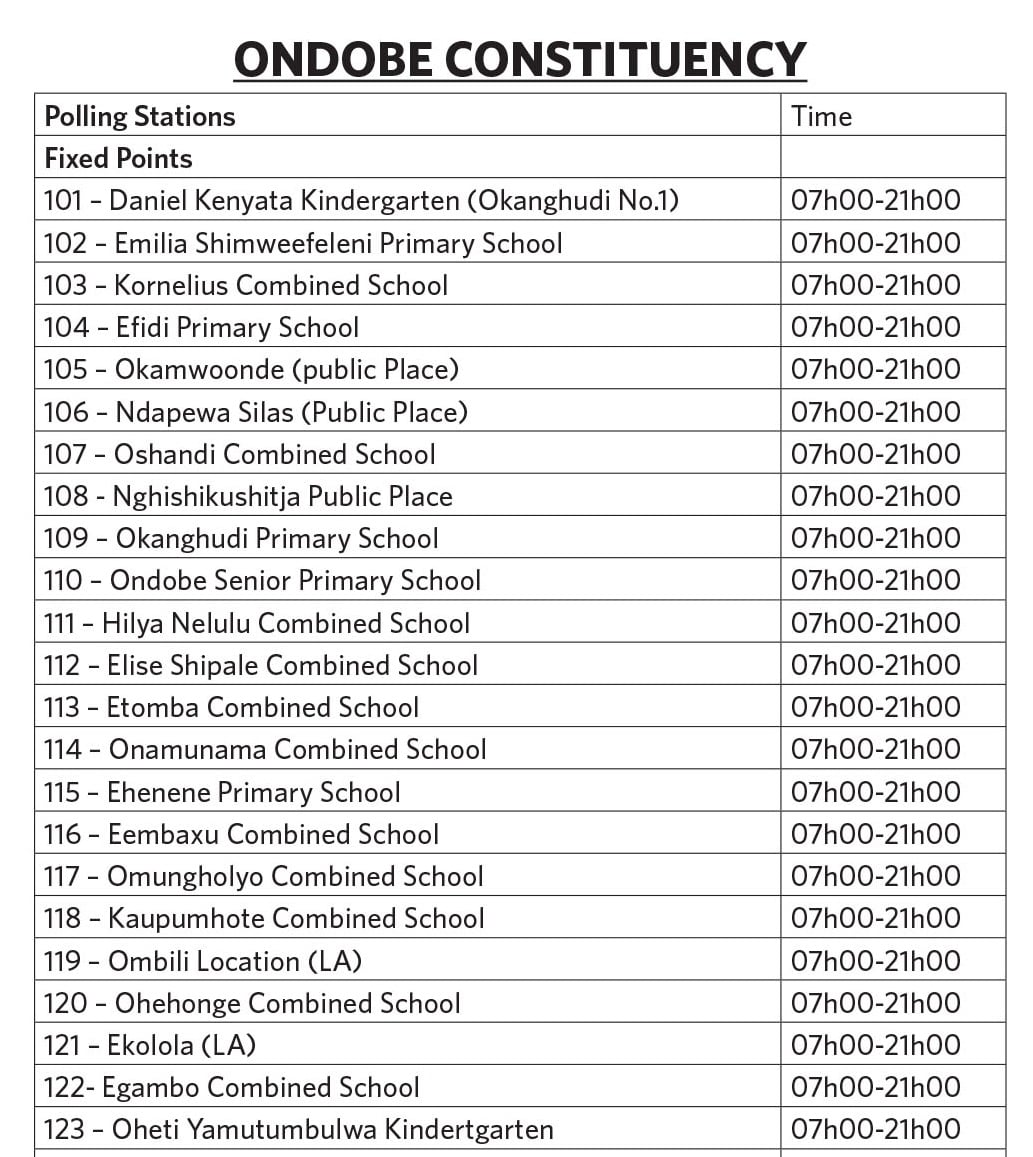 ONDOBE CONSTITUENCY
Polling Stations Time
Fixed Points
101 – Daniel Kenyata Kindergarten (Okanghudi No.1) 07h00-21h00
102 – Emilia Shimweefeleni Primary School 07h00-21h00
103 – Kornelius Combined School 07h00-21h00
104 – Efidi Primary School 07h00-21h00
105 – Okamwoonde (public Place) 07h00-21h00
106 – Ndapewa Silas (Public Place) 07h00-21h00
107 – Oshandi Combined School 07h00-21h00
108 - Nghishikushitja Public Place 07h00-21h00
109 – Okanghudi Primary School 07h00-21h00
110 – Ondobe Senior Primary School 07h00-21h00
111 – Hilya Nelulu Combined School 07h00-21h00
112 – Elise Shipale Combined School 07h00-21h00
113 – Etomba Combined School 07h00-21h00
114 – Onamunama Combined School 07h00-21h00
115 – Ehenene Primary School 07h00-21h00
116 – Eembaxu Combined School 07h00-21h00
117 – Omungholyo Combined School 07h00-21h00
118 – Kaupumhote Combined School 07h00-21h00
119 – Ombili Location (LA) 07h00-21h00
120 – Ohehonge Combined School 07h00-21h00
121 – Ekolola (LA) 07h00-21h00
122- Egambo Combined School 07h00-21h00
123 – Oheti Yamutumbulwa Kindertgarten 07h00-21h00